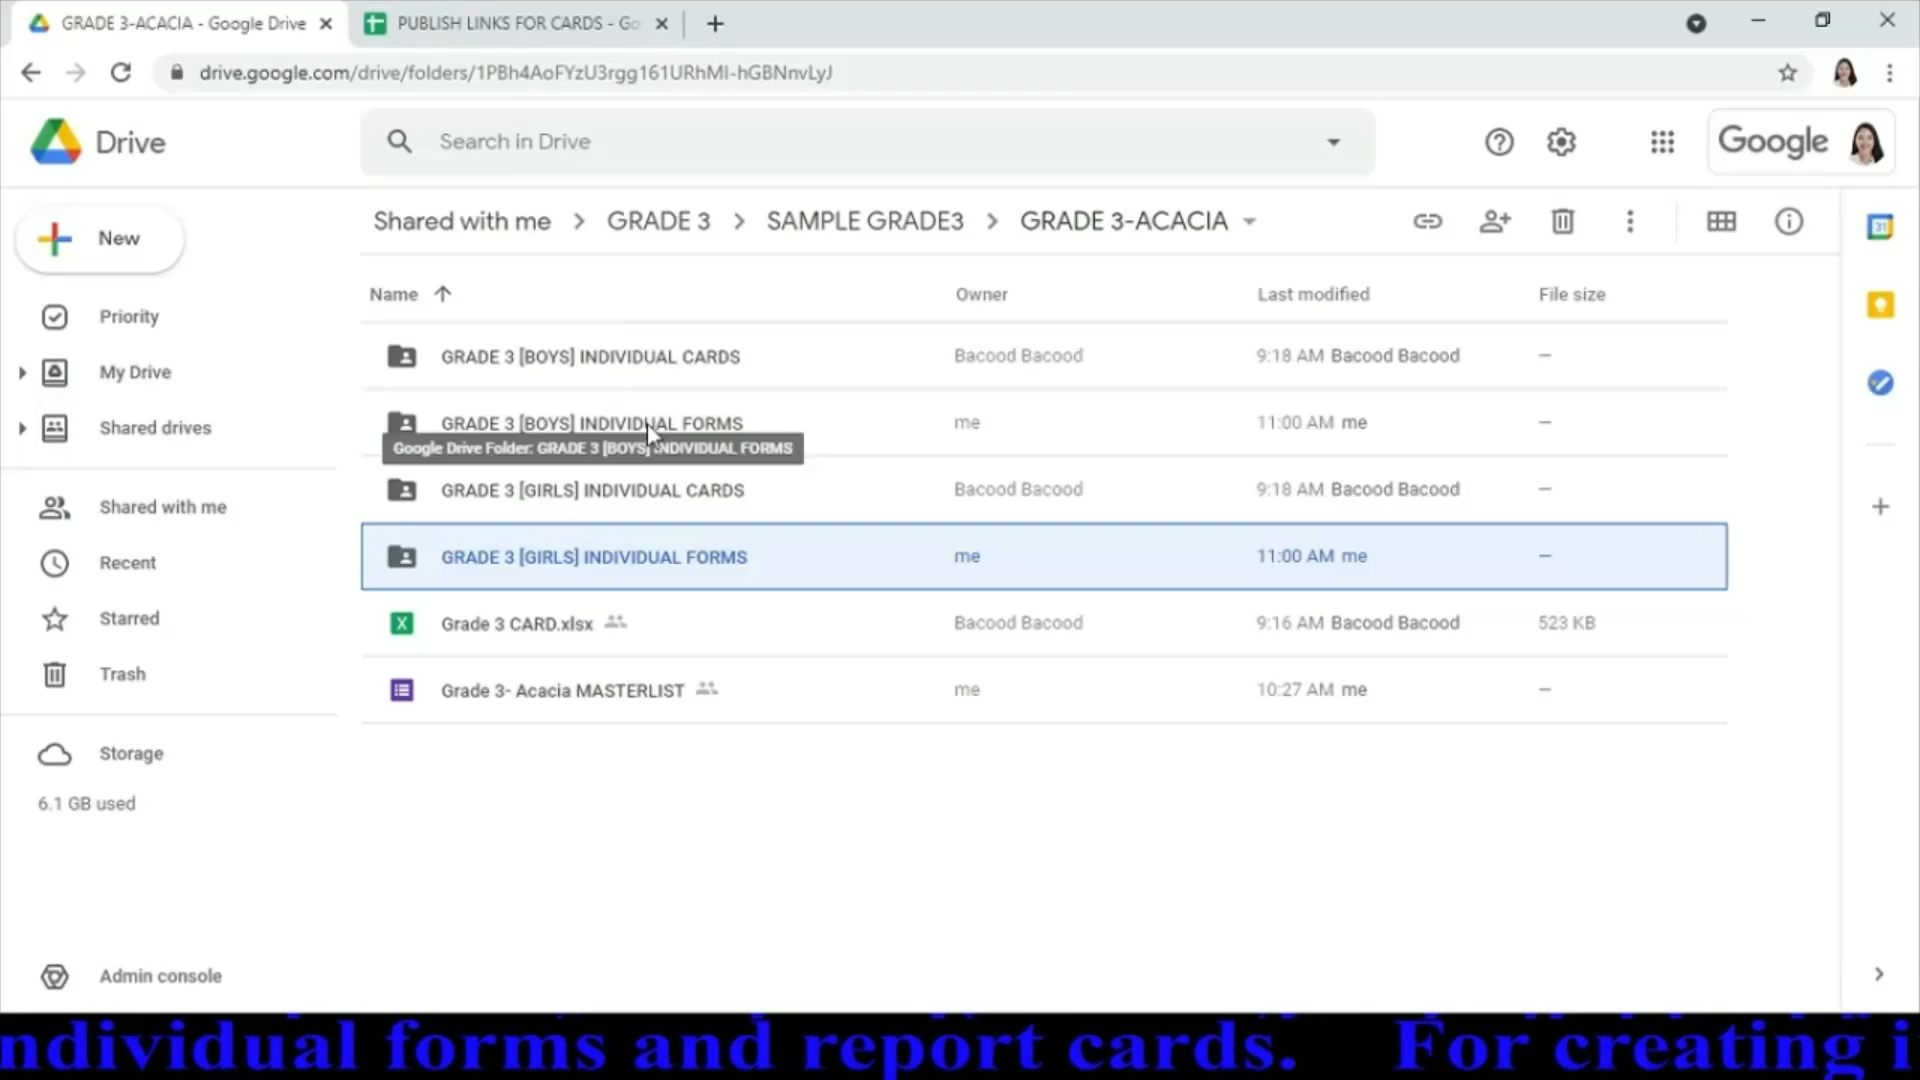 GRADE 3-ACACIA - Google Drive
PUBLISH LINKS FOR CARDS - Go
drive.google.com/drive/folders/1PBh4AoFYzU3rgg161URhMI-hGBNnvLyJ
Drive
Search in Drive
Google
New
Shared with me > GRADE 3 > SAMPLE GRADE3 > GRADE 3-ACACIA
31
Name Owner Last modified File size
Priority
GRADE 3 [BOYS] INDIVIDUAL CARDS Bacood Bacood 9:18 AM Bacood Bacood –
My Drive
GRADE 3 [BOYS] INDIVIDUAL FORMS me 11:00 AM me –
Shared drives
Google Drive Folder: GRADE 3 [BOYS] INDIVIDUAL FORMS
GRADE 3 [GIRLS] INDIVIDUAL CARDS Bacood Bacood 9:18 AM Bacood Bacood –
Shared with me
GRADE 3 [GIRLS] INDIVIDUAL FORMS me 11:00 AM me –
Recent
Starred
Grade 3 CARD.xlsx Bacood Bacood 9:16 AM Bacood Bacood 523 KB
Trash
Grade 3- Acacia MASTERLIST me 10:27 AM me –
Storage
6.1 GB used
Admin console
ndividual forms and report cards. For creating i